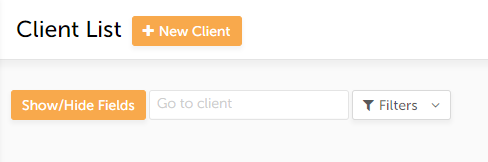 Client List + New Client
Show/Hide Fields Go to client Filters